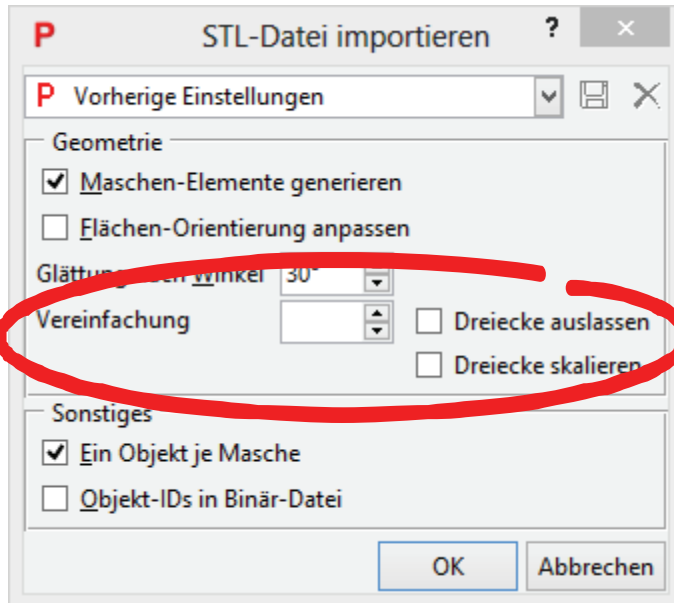 P STL-Datei importieren ? ×
P Vorherige Einstellungen
Geometrie
Maschen-Elemente generieren
Flächen-Orientierung anpassen
Winkel 30°
Vereinfachung Dreiecke auslassen
Dreiecke skalieren
Sonstiges
Ein Objekt je Masche
Objekt-IDs in Binär-Datei
OK Abbrechen